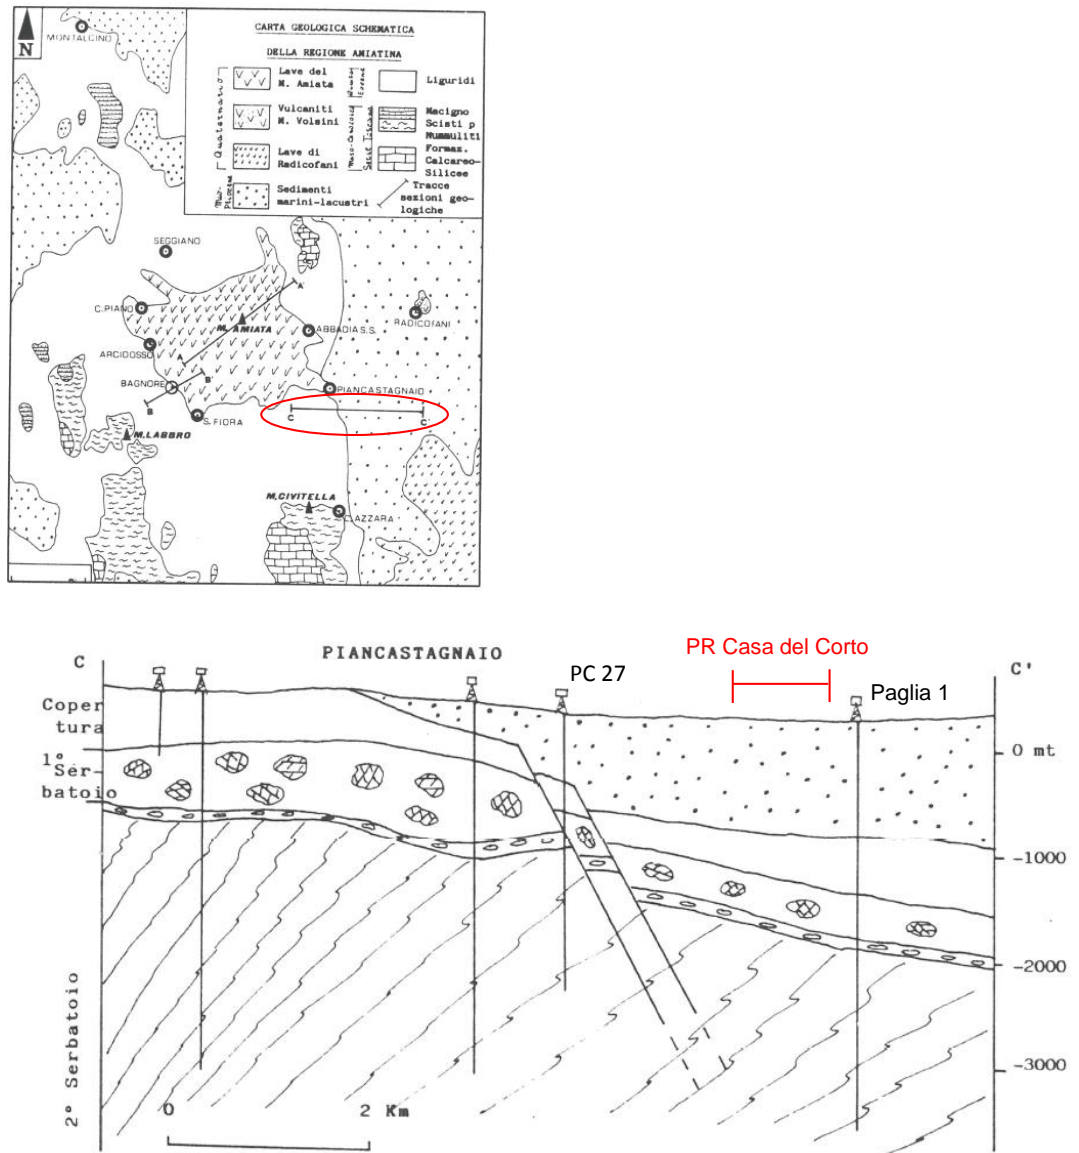 N
MONTALCINO
CARTA GEOLOGICA SCHEMATICA
DELLA REGIONE AMIATINA
Quaternario
Lave del
M. Amiata
Vulcaniti
M. Volsini
Lave di
Radicofani
Sedimenti
marini-lacustri
Liguridi
Macigno
Scisti p
Nummuliti
Formaz.
Calcareo-
Silicee
Tracce
sezioni geo-
logiche
SEGGIANO
C.PIANO
M. AMIATA
A'
ABBADIA S.S.
RADICOFANI
ARCIDOSSO
A
BAGNORE
B'
B
S. FIORA
PIANCASTAGNAIO
C
C'
M.LABBRO
M.CIVITELLA
C.AZZARA
C
PIANCASTAGNAIO
PC 27
PR Casa del Corto
Paglia 1
C'
Coper
tura
1°
Ser-
batoio
2° Serbatoio
0 mt
-1000
-2000
-3000
0
2 Km